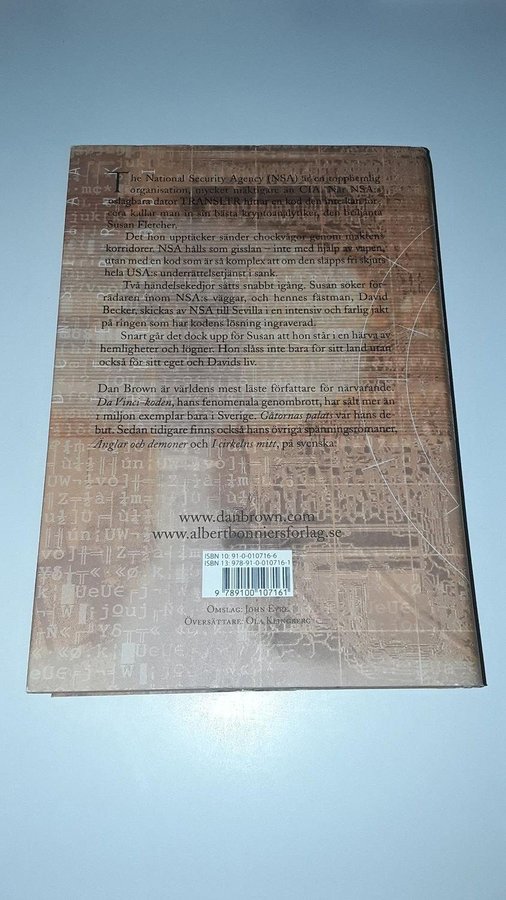 The National Security Agency (NSA) är en topphemlig
organisation, mycket mäktigare än CIA. När NSA:s
oslagbara dator TRANSLTR hittar en kod den inte kan for-
cera kallar man in sin bästa kryptoanalytiker, den beljänta
Susan Fletcher.
Det hon upptäcker sänder chockvågor genom maktens
korridorer. NSA hålls som gisslan – inte med hjälp av vapen,
utan med en kod som är så komplex att om den släpps fri skjuts
hela USA:s underrättelsetjänst i sank.
Två händelsekedjor sätts snabbt igång. Susan söker för-
rädaren inom NSA:s väggar, och hennes fästman, David
Becker, skickas av NSA till Sevilla i en intensiv och farlig jakt
på ringen som har kodens lösning ingraverad.
Snart går det dock upp för Susan att hon står i en härva av
hemligheter och lögner. Hon slåss inte bara för sitt land utan
också för sitt eget och Davids liv.
Dan Brown är världens mest läste författare för närvarande.
Da Vinci-koden, hans fenomenala genombrott, har sålt mer än
1 miljon exemplar bara i Sverige. Gåtornas palats var hans de-
but. Sedan tidigare finns också hans övriga spänningsromaner,
Änglar och demoner och I cirkelns mitt, på svenska.
www.danbrown.com
www.albertbonniersforlag.se
ISBN 10: 91-0-010716-6
ISBN 13: 978-91-0-010716-1
9 789100 107161
Omslag: John Eyre
Översättare: Ola Klingberg